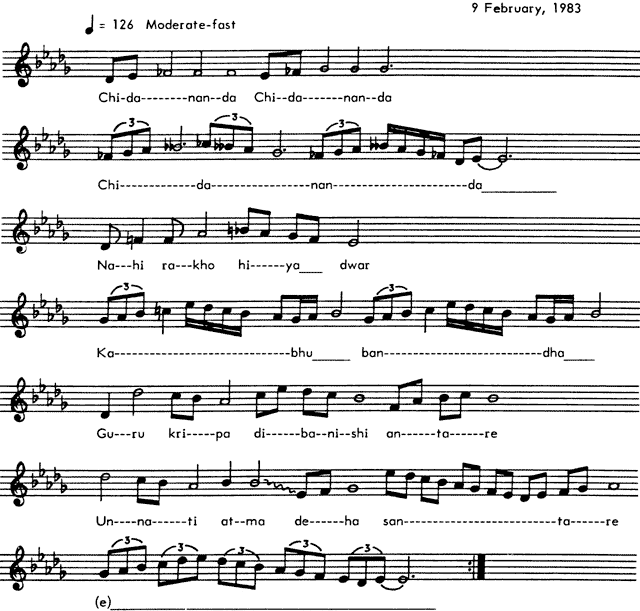 9 February, 1983
♩ = 126 Moderate-fast
Chi-da--------nan--da Chi--da-----nan--da
3 3 3
Chi-------------da-----------------nan-----------------------da__________
Na---hi ra---kho hi------ya___ dwar
3 3
Ka-----------------------------bhu_____ ban----------------------dha____
Gu---ru kri-----pa di---ba--ni--shi an-----ta------re
Un---na------ti at--ma de------ha san--------------------------ta----re
3 3 3 3 3
(e)____________________________________________